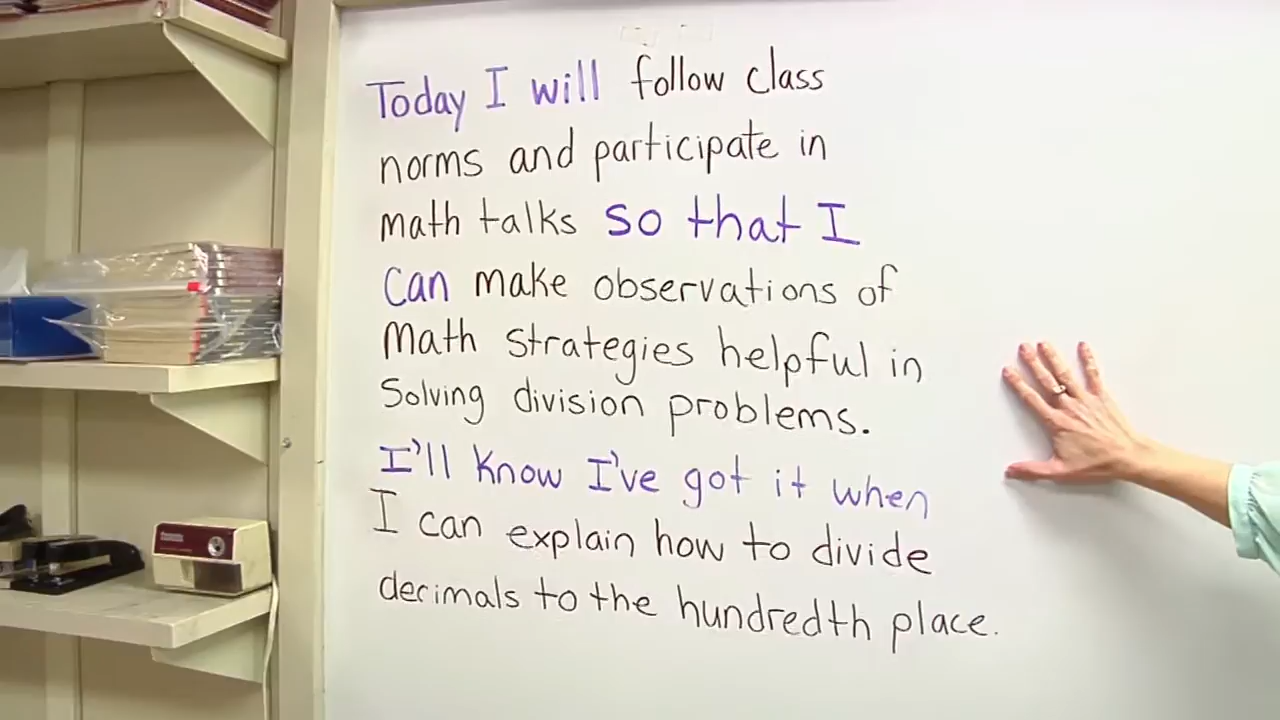 Today I will follow class
norms and participate in
math talks so that I
can make observations of
math strategies helpful in
Solving division problems.
I'll know I've got it when
I can explain how to divide
decimals to the hundredth place.